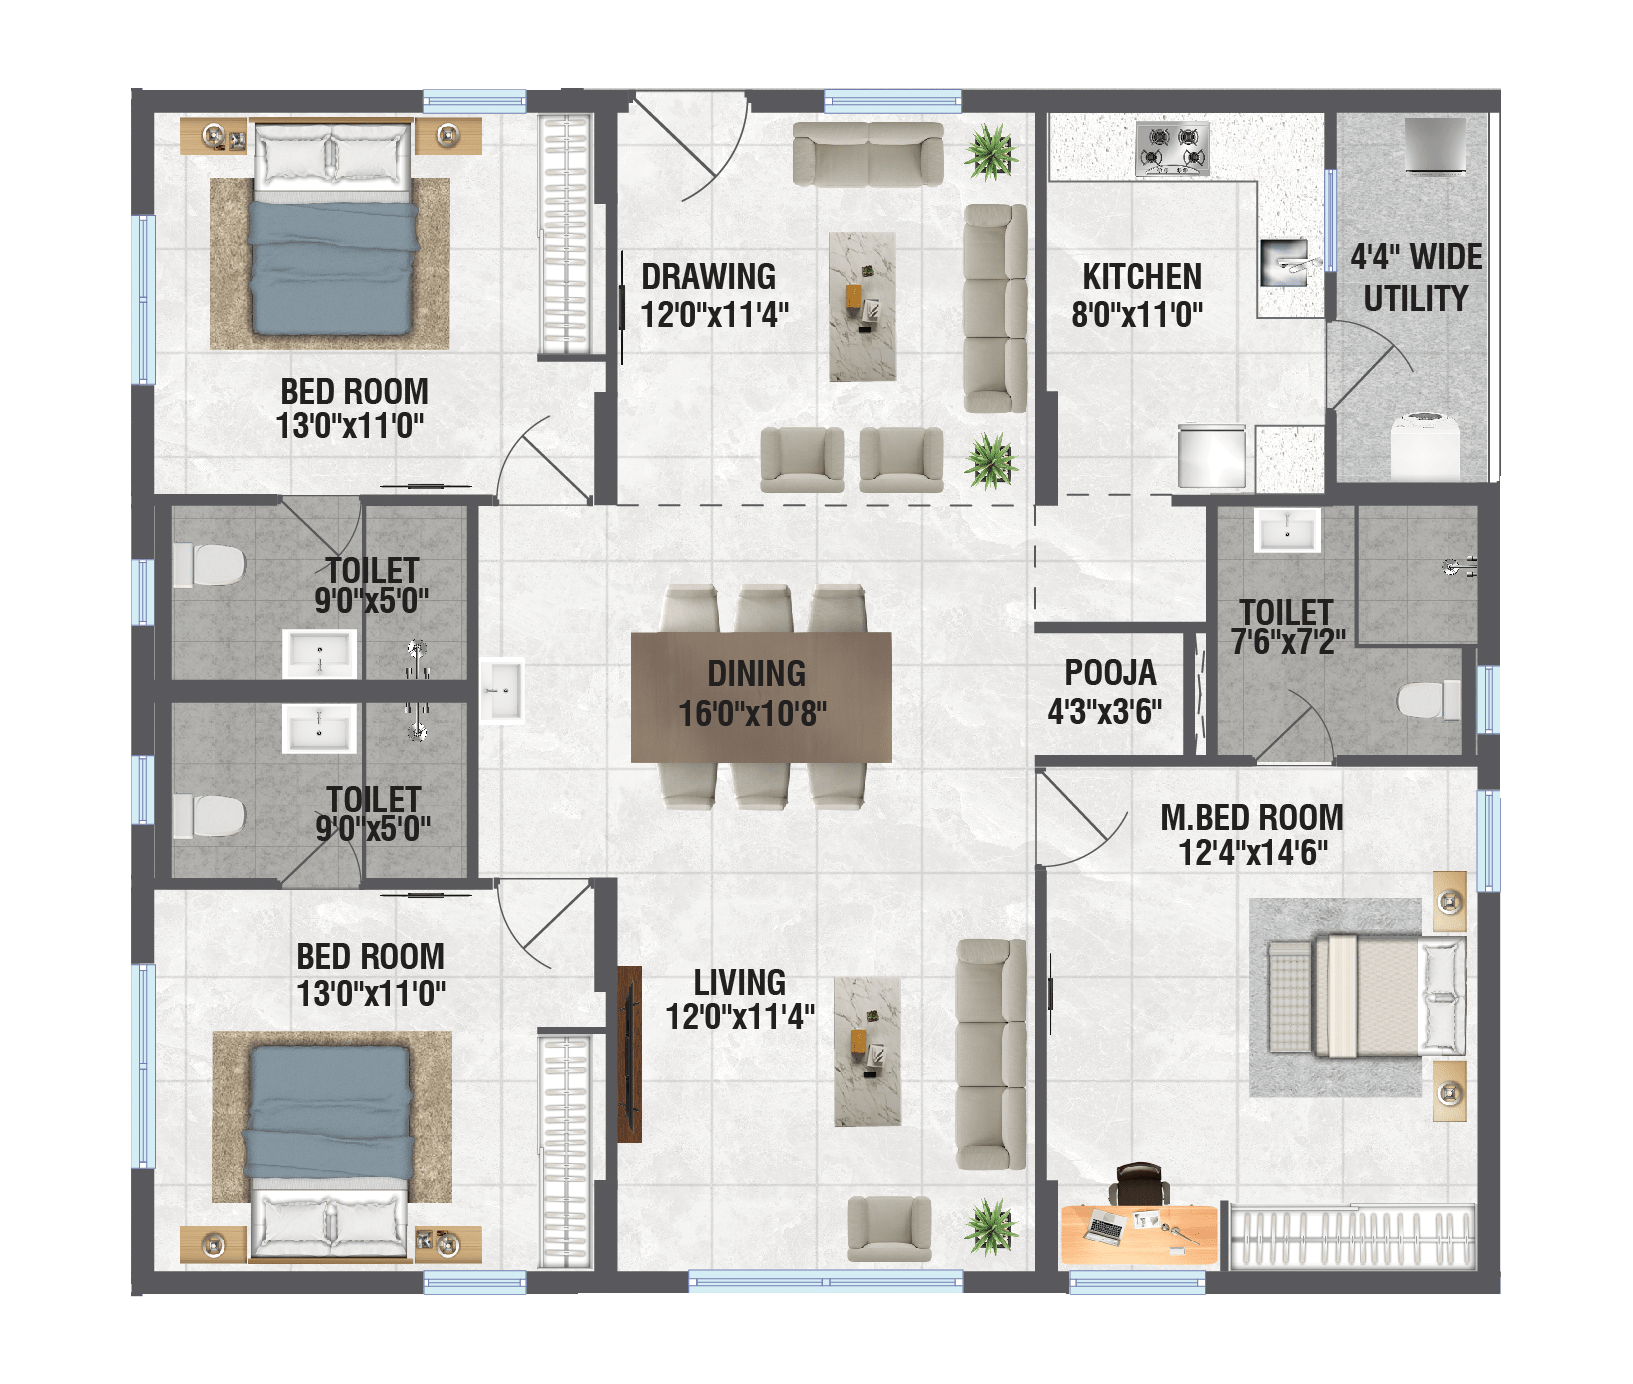 DRAWING
12'0"x11'4"
KITCHEN
8'0"x11'0"
4'4" WIDE
UTILITY
BED ROOM
13'0"x11'0"
TOILET
9'0"x5'0"
TOILET
7'6"x7'2"
DINING
16'0"x10'8"
POOJA
4'3"x3'6"
TOILET
9'0"x5'0"
M.BED ROOM
12'4"x14'6"
BED ROOM
13'0"x11'0"
LIVING
12'0"x11'4"